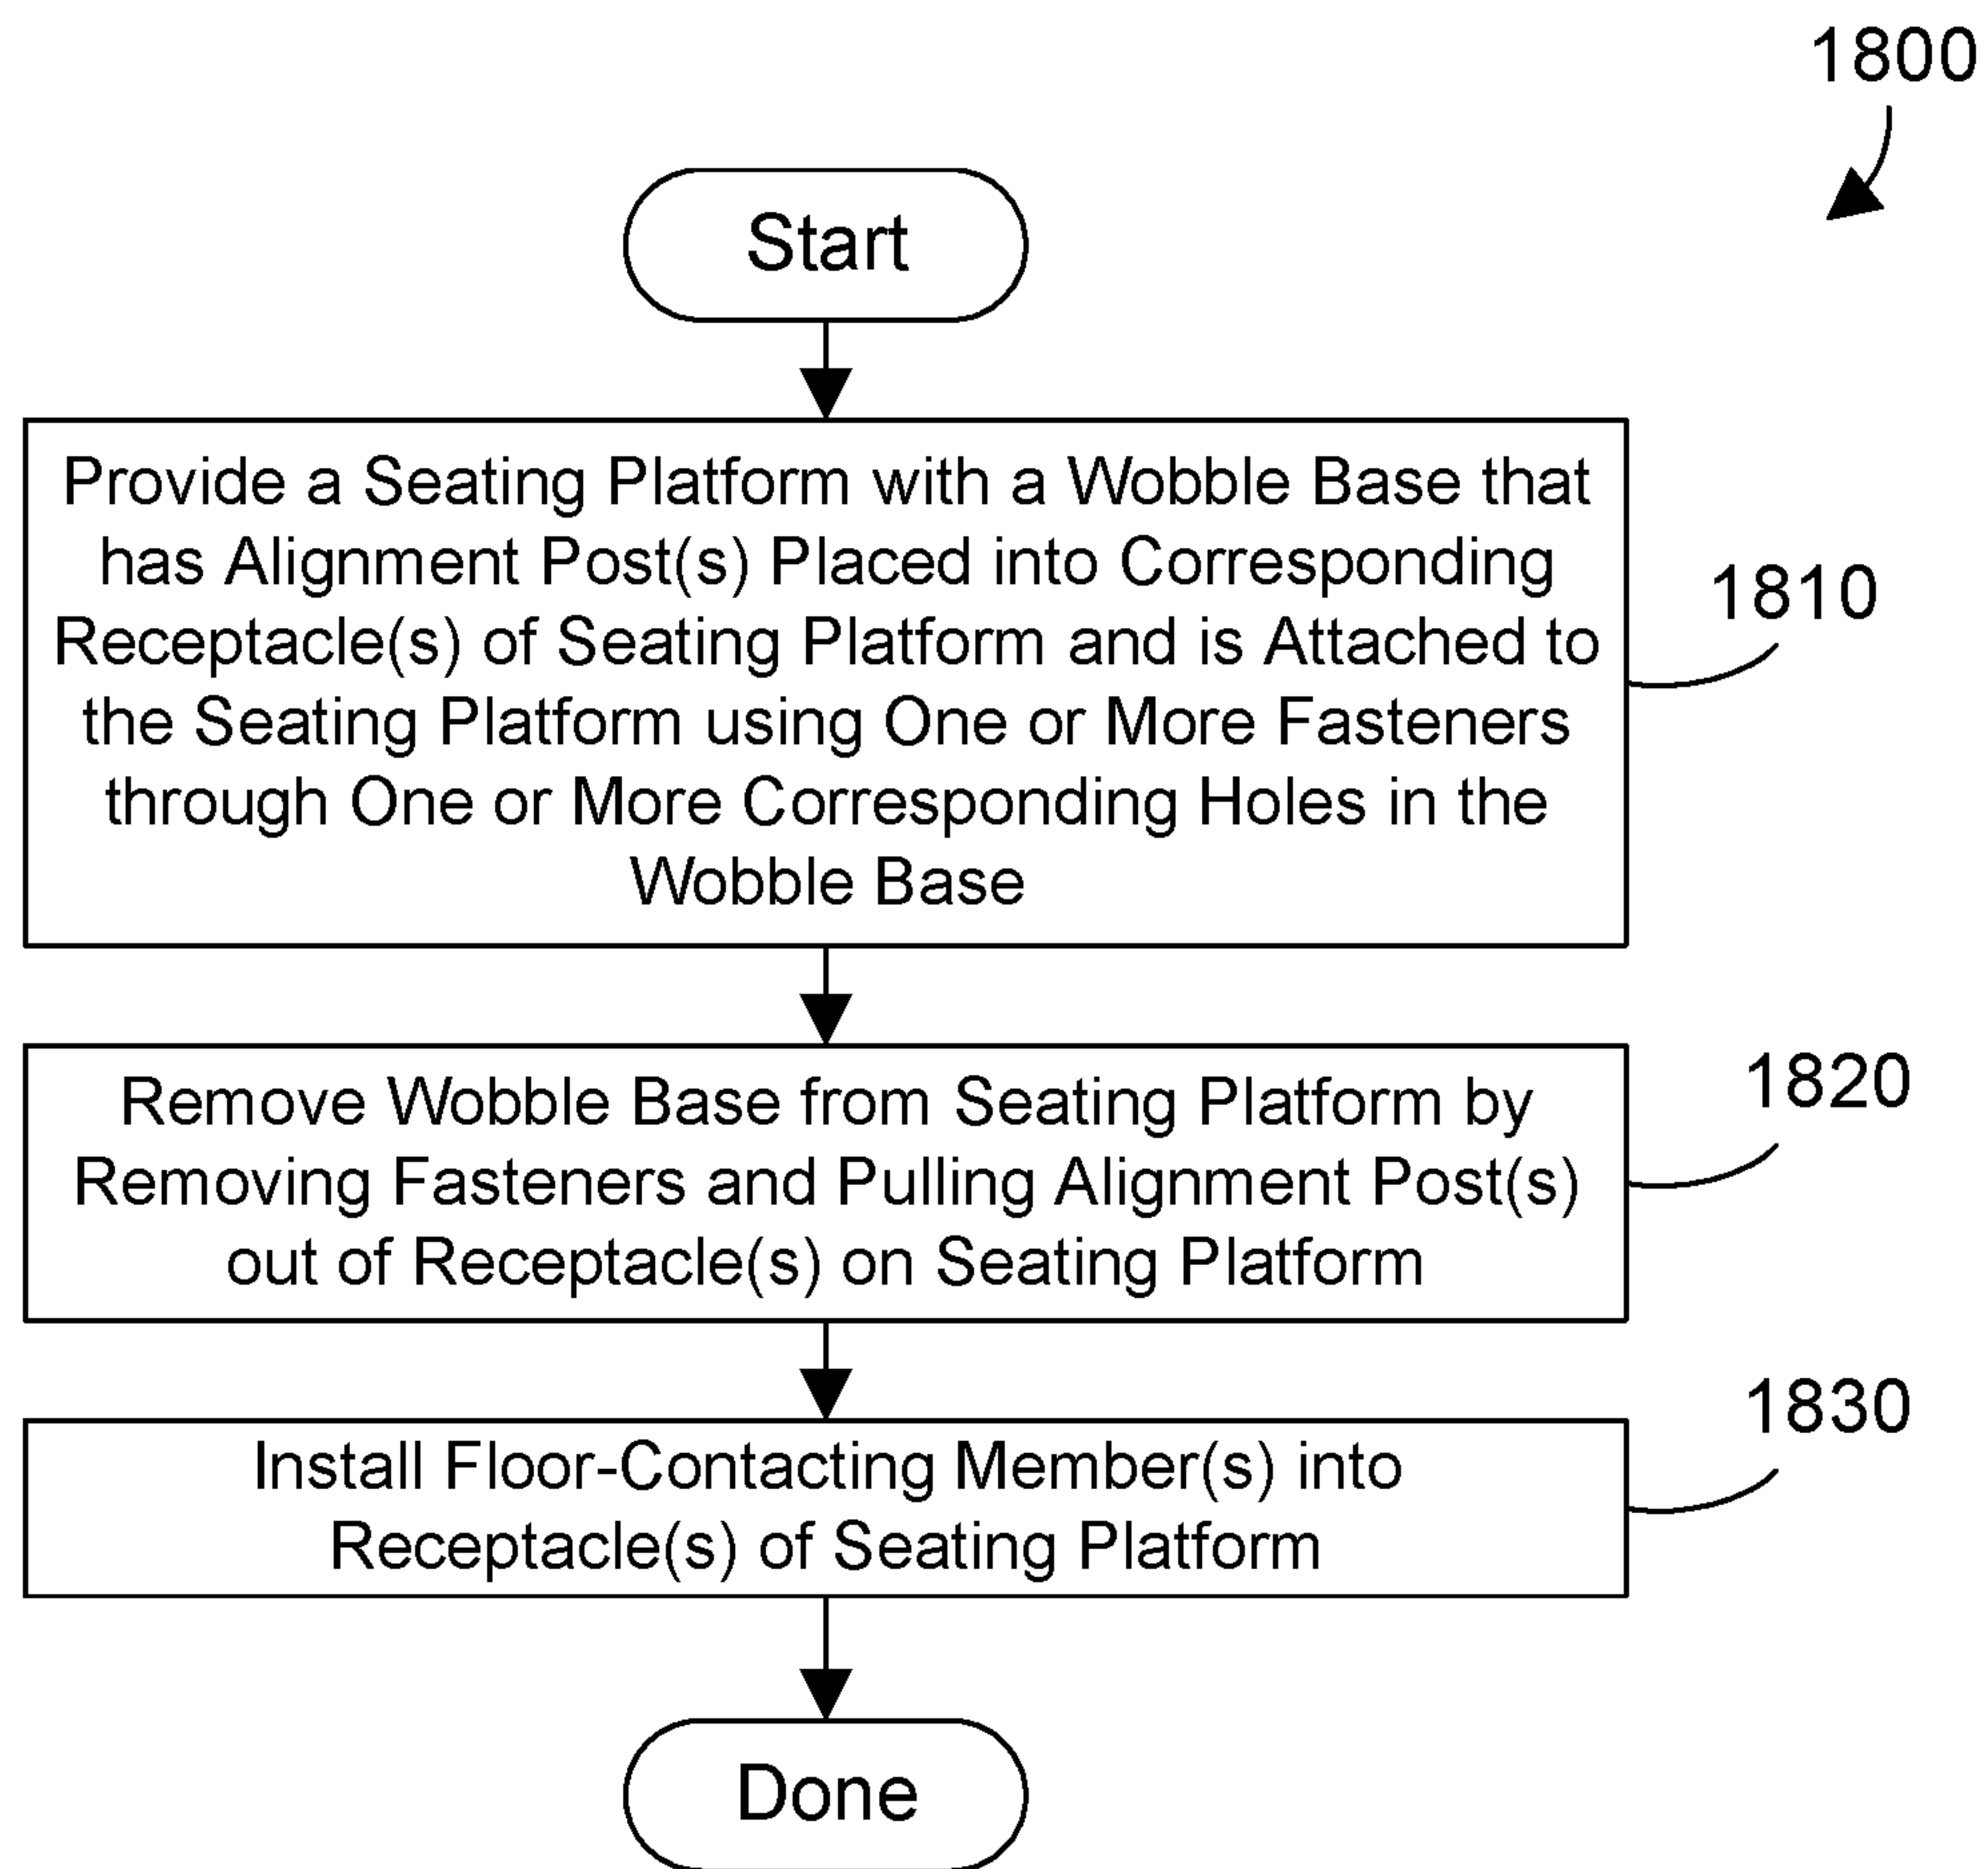 1800
Start
Provide a Seating Platform with a Wobble Base that
has Alignment Post(s) Placed into Corresponding
Receptacle(s) of Seating Platform and is Attached to
the Seating Platform using One or More Fasteners
through One or More Corresponding Holes in the
Wobble Base
1810
Remove Wobble Base from Seating Platform by
Removing Fasteners and Pulling Alignment Post(s)
out of Receptacle(s) on Seating Platform
1820
Install Floor-Contacting Member(s) into
Receptacle(s) of Seating Platform
1830
Done